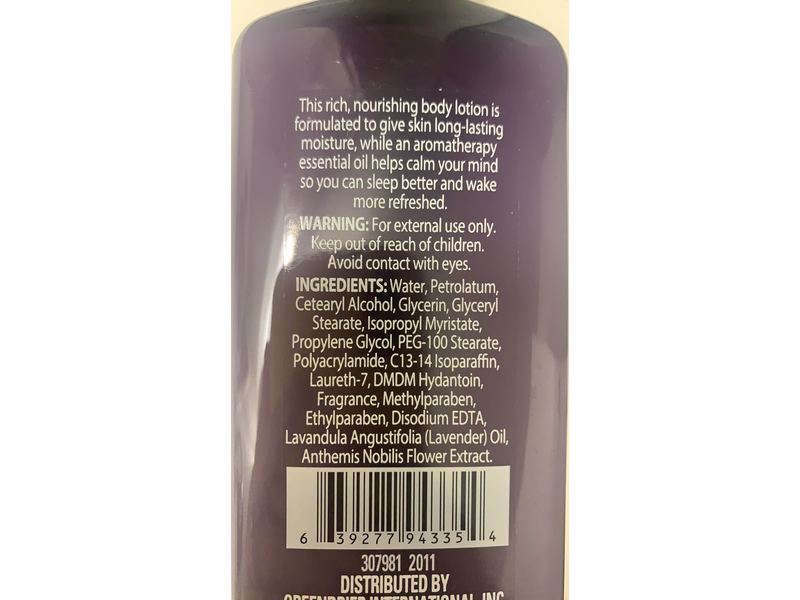 This rich, nourishing body lotion is
formulated to give skin long-lasting
moisture, while an aromatherapy
essential oil helps calm your mind
so you can sleep better and wake
more refreshed.
WARNING: For external use only.
Keep out of reach of children.
Avoid contact with eyes.
INGREDIENTS: Water, Petrolatum,
Cetearyl Alcohol, Glycerin, Glyceryl
Stearate, Isopropyl Myristate,
Propylene Glycol, PEG-100 Stearate,
Polyacrylamide, C13-14 Isoparaffin,
Laureth-7, DMDM Hydantoin,
Fragrance, Methylparaben,
Ethylparaben, Disodium EDTA,
Lavandula Angustifolia (Lavender) Oil,
Anthemis Nobilis Flower Extract.
6 39277 94335 4
307981 2011
DISTRIBUTED BY
GREENBRIER INTERNATIONAL, INC.